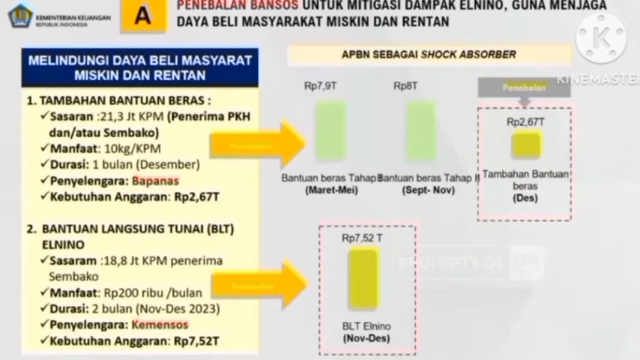 KEMENTERIAN KEUANGAN
REPUBLIK INDONESIA
A
PENEBALAN BANSOS UNTUK MITIGASI DAMPAK ELNINO, GUNA MENJAGA
DAYA BELI MASYARAKAT MISKIN DAN RENTAN
KINEMASTER
MELINDUNGI DAYA BELI MASYARAT
MISKIN DAN RENTAN
1. TAMBAHAN BANTUAN BERAS :
Sasaran :21,3 Jt KPM (Penerima PKH
dan/atau Sembako)
Manfaat: 10kg/KPM
Durasi: 1 bulan (Desember)
Penyelengara: Bapanas
Kebutuhan Anggaran: Rp2,67T
2. BANTUAN LANGSUNG TUNAI (BLT)
ELNINO
Sasaram : 18,8 Jt KPM penerima
Sembako
Manfaat: Rp200 ribu /bulan
Durasi: 2 bulan (Nov-Des 2023)
Penyelengara: Kemensos
Kebutuhan Anggaran: Rp7,52T
Penebalan
Penebalan
APBN SEBAGAI SHOCK ABSORBER
Rp7,9T
Rp8T
Penebalan
Rp2,67T
Bantuan beras Tahap I
(Maret-Mei)
Bantuan beras Tahap II
(Sept- Nov)
Tambahan Bantuan
beras
(Des)
Rp7,52 T
BLT Elnino
(Nov-Des)
PROPERTY OF